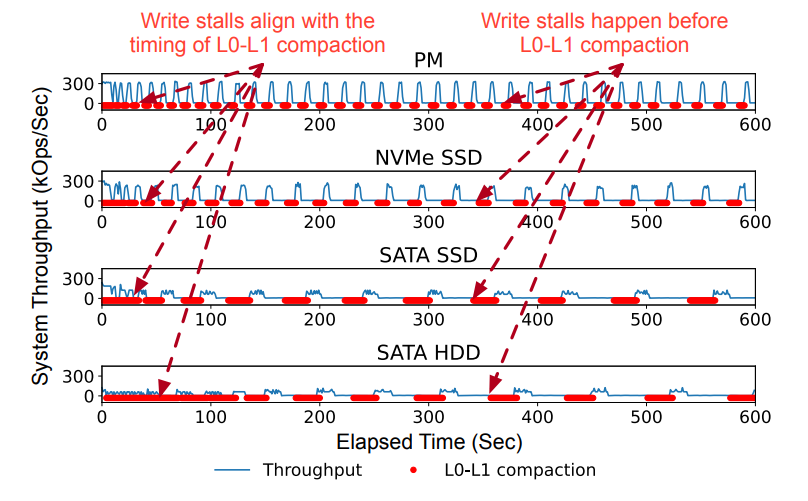 Write stalls align with the
timing of L0-L1 compaction
Write stalls happen before
L0-L1 compaction
PM
300
0
0 100 200 300 400 500 600
NVMe SSD
300
0
0 100 200 300 400 500 600
SATA SSD
300
0
0 100 200 300 400 500 600
SATA HDD
300
0
0 100 200 300 400 500 600
System Throughput (kOps/Sec)
Elapsed Time (Sec)
Throughput L0-L1 compaction